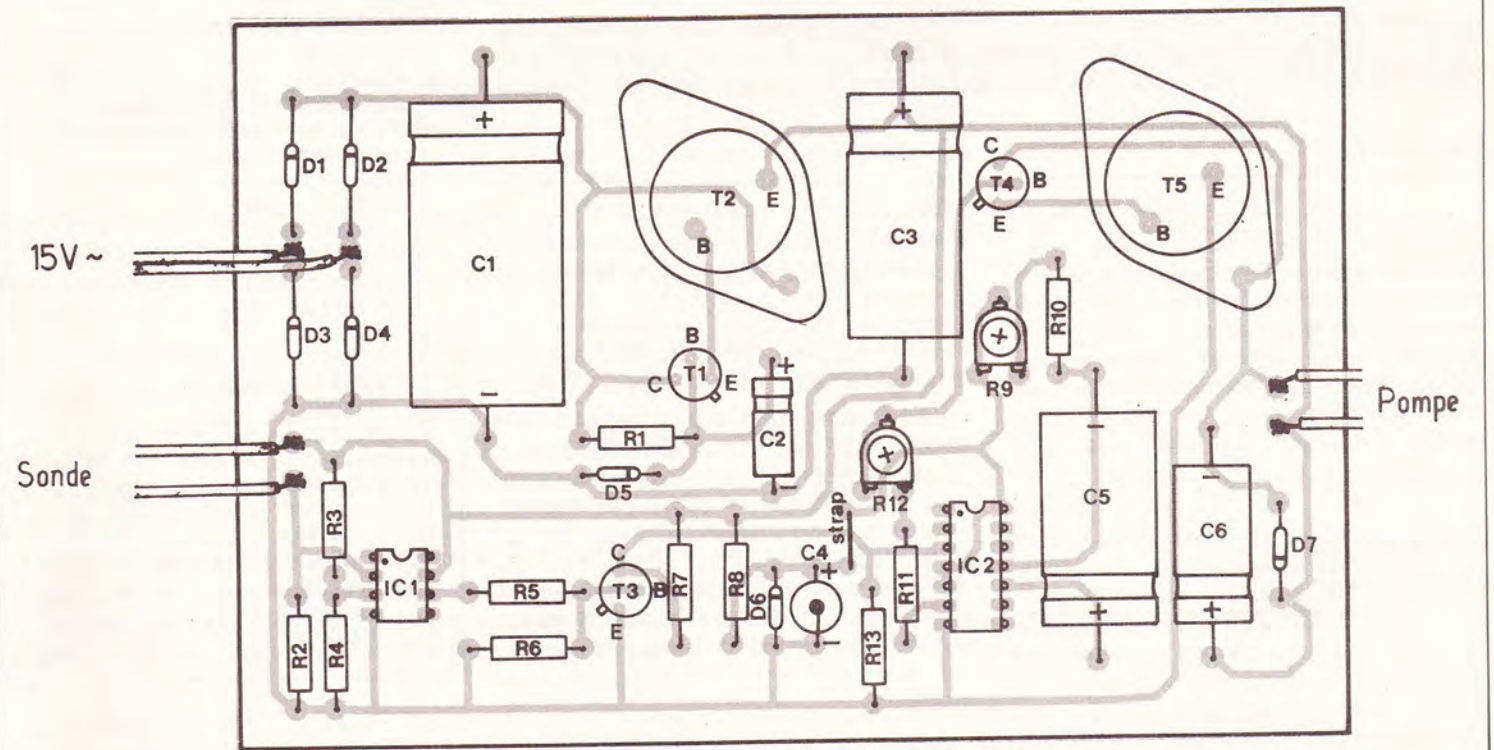 +
+
C
D1
D2
T2
E
T4
B
T5
E
E
B
B
C3
15V~
C1
R10
D3
D4
B
T1
C
E
+
R9
Pompe
−
R1
C2
−
Sonde
D5
−
R12
C5
R3
strap
−
C
C4
C6
D7
IC1
R5
T3
B
R7
R8
D6
+
R11
IC2
E
+
+
R2
R4
R6
−
R13